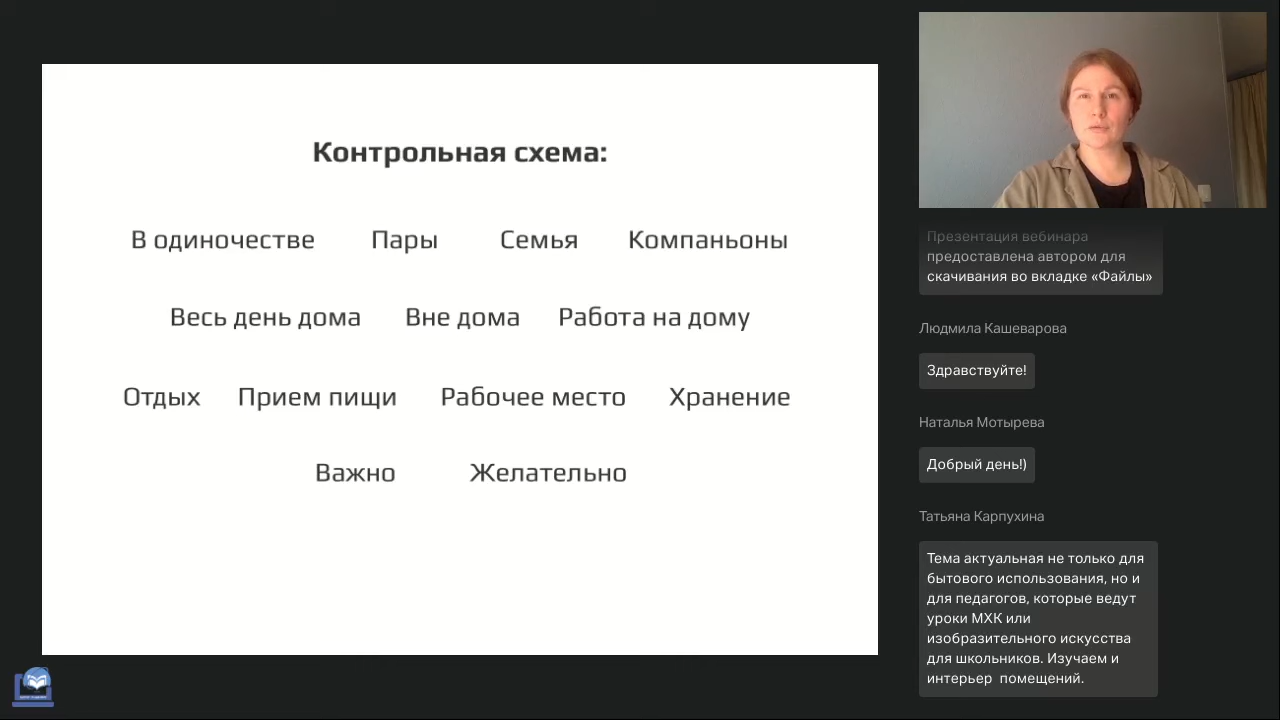 Контрольная схема:
В одиночестве Пары Семья Компаньоны
Весь день дома Вне дома Работа на дому
Отдых Прием пищи Рабочее место Хранение
Важно Желательно
Презентация вебинара
предоставлена автором для
скачивания во вкладке «Файлы»
Людмила Кашеварова
Здравствуйте!
Наталья Мотырева
Добрый день!)
Татьяна Карпухина
Тема актуальная не только для
бытового использования, но и
для педагогов, которые ведут
уроки МХК или
изобразительного искусства
для школьников. Изучаем и
интерьер помещений.